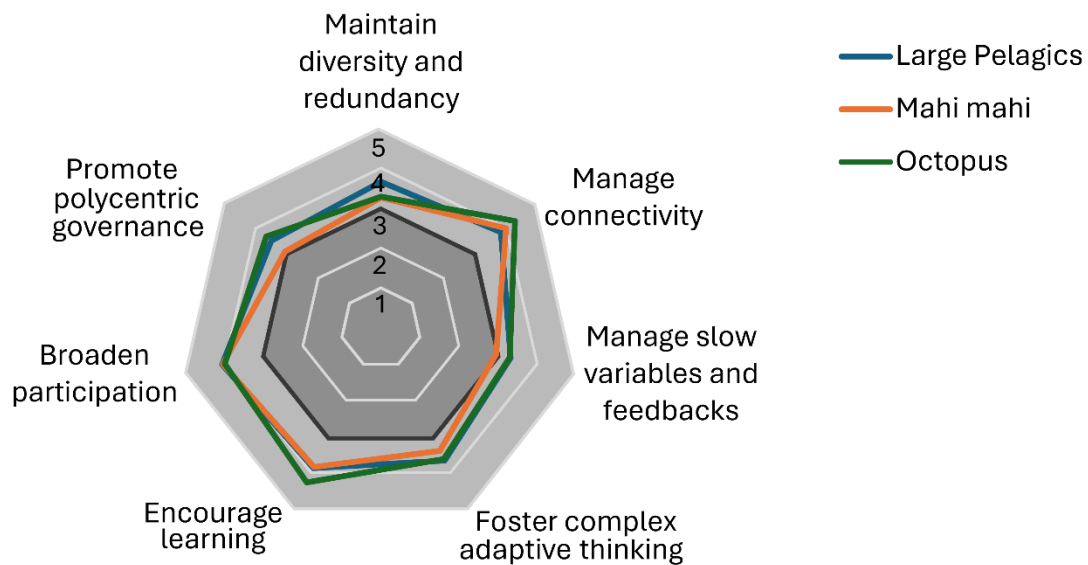 Maintain
diversity and
redundancy
Large Pelagics
Mahi mahi
Octopus
5
4
3
2
1
Promote
polycentric
governance
Manage
connectivity
Broaden
participation
Manage slow
variables and
feedbacks
Encourage
learning
Foster complex
adaptive thinking